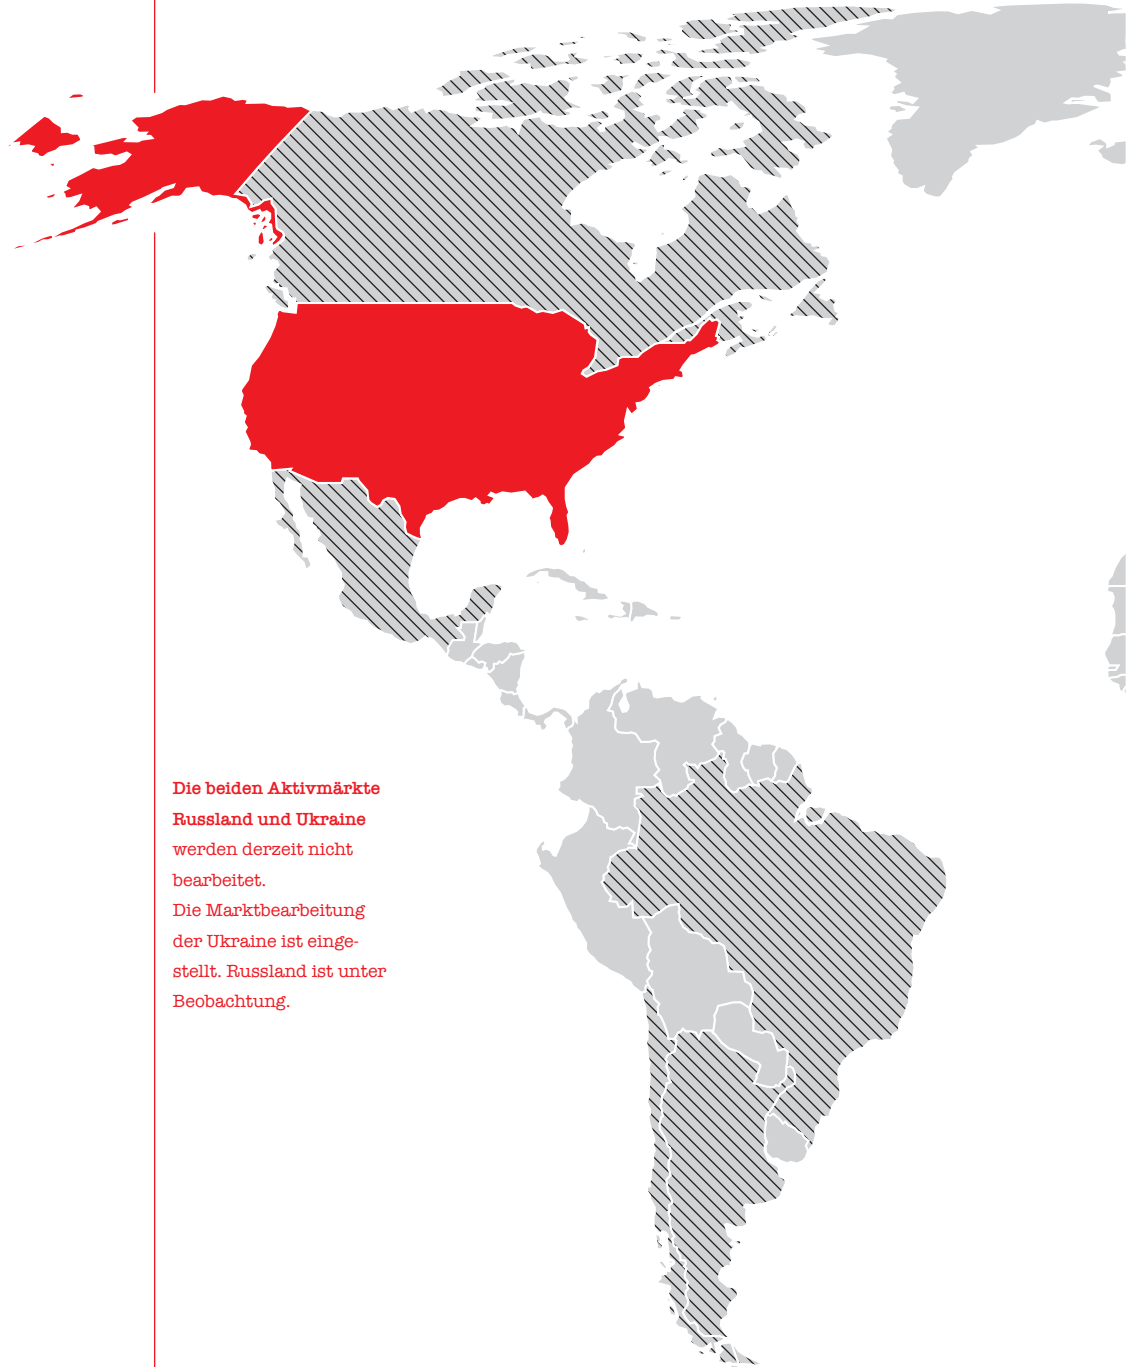 Die beiden Aktivmärkte
Russland und Ukraine
werden derzeit nicht
bearbeitet.
Die Marktbearbeitung
der Ukraine ist einge-
stellt. Russland ist unter
Beobachtung.